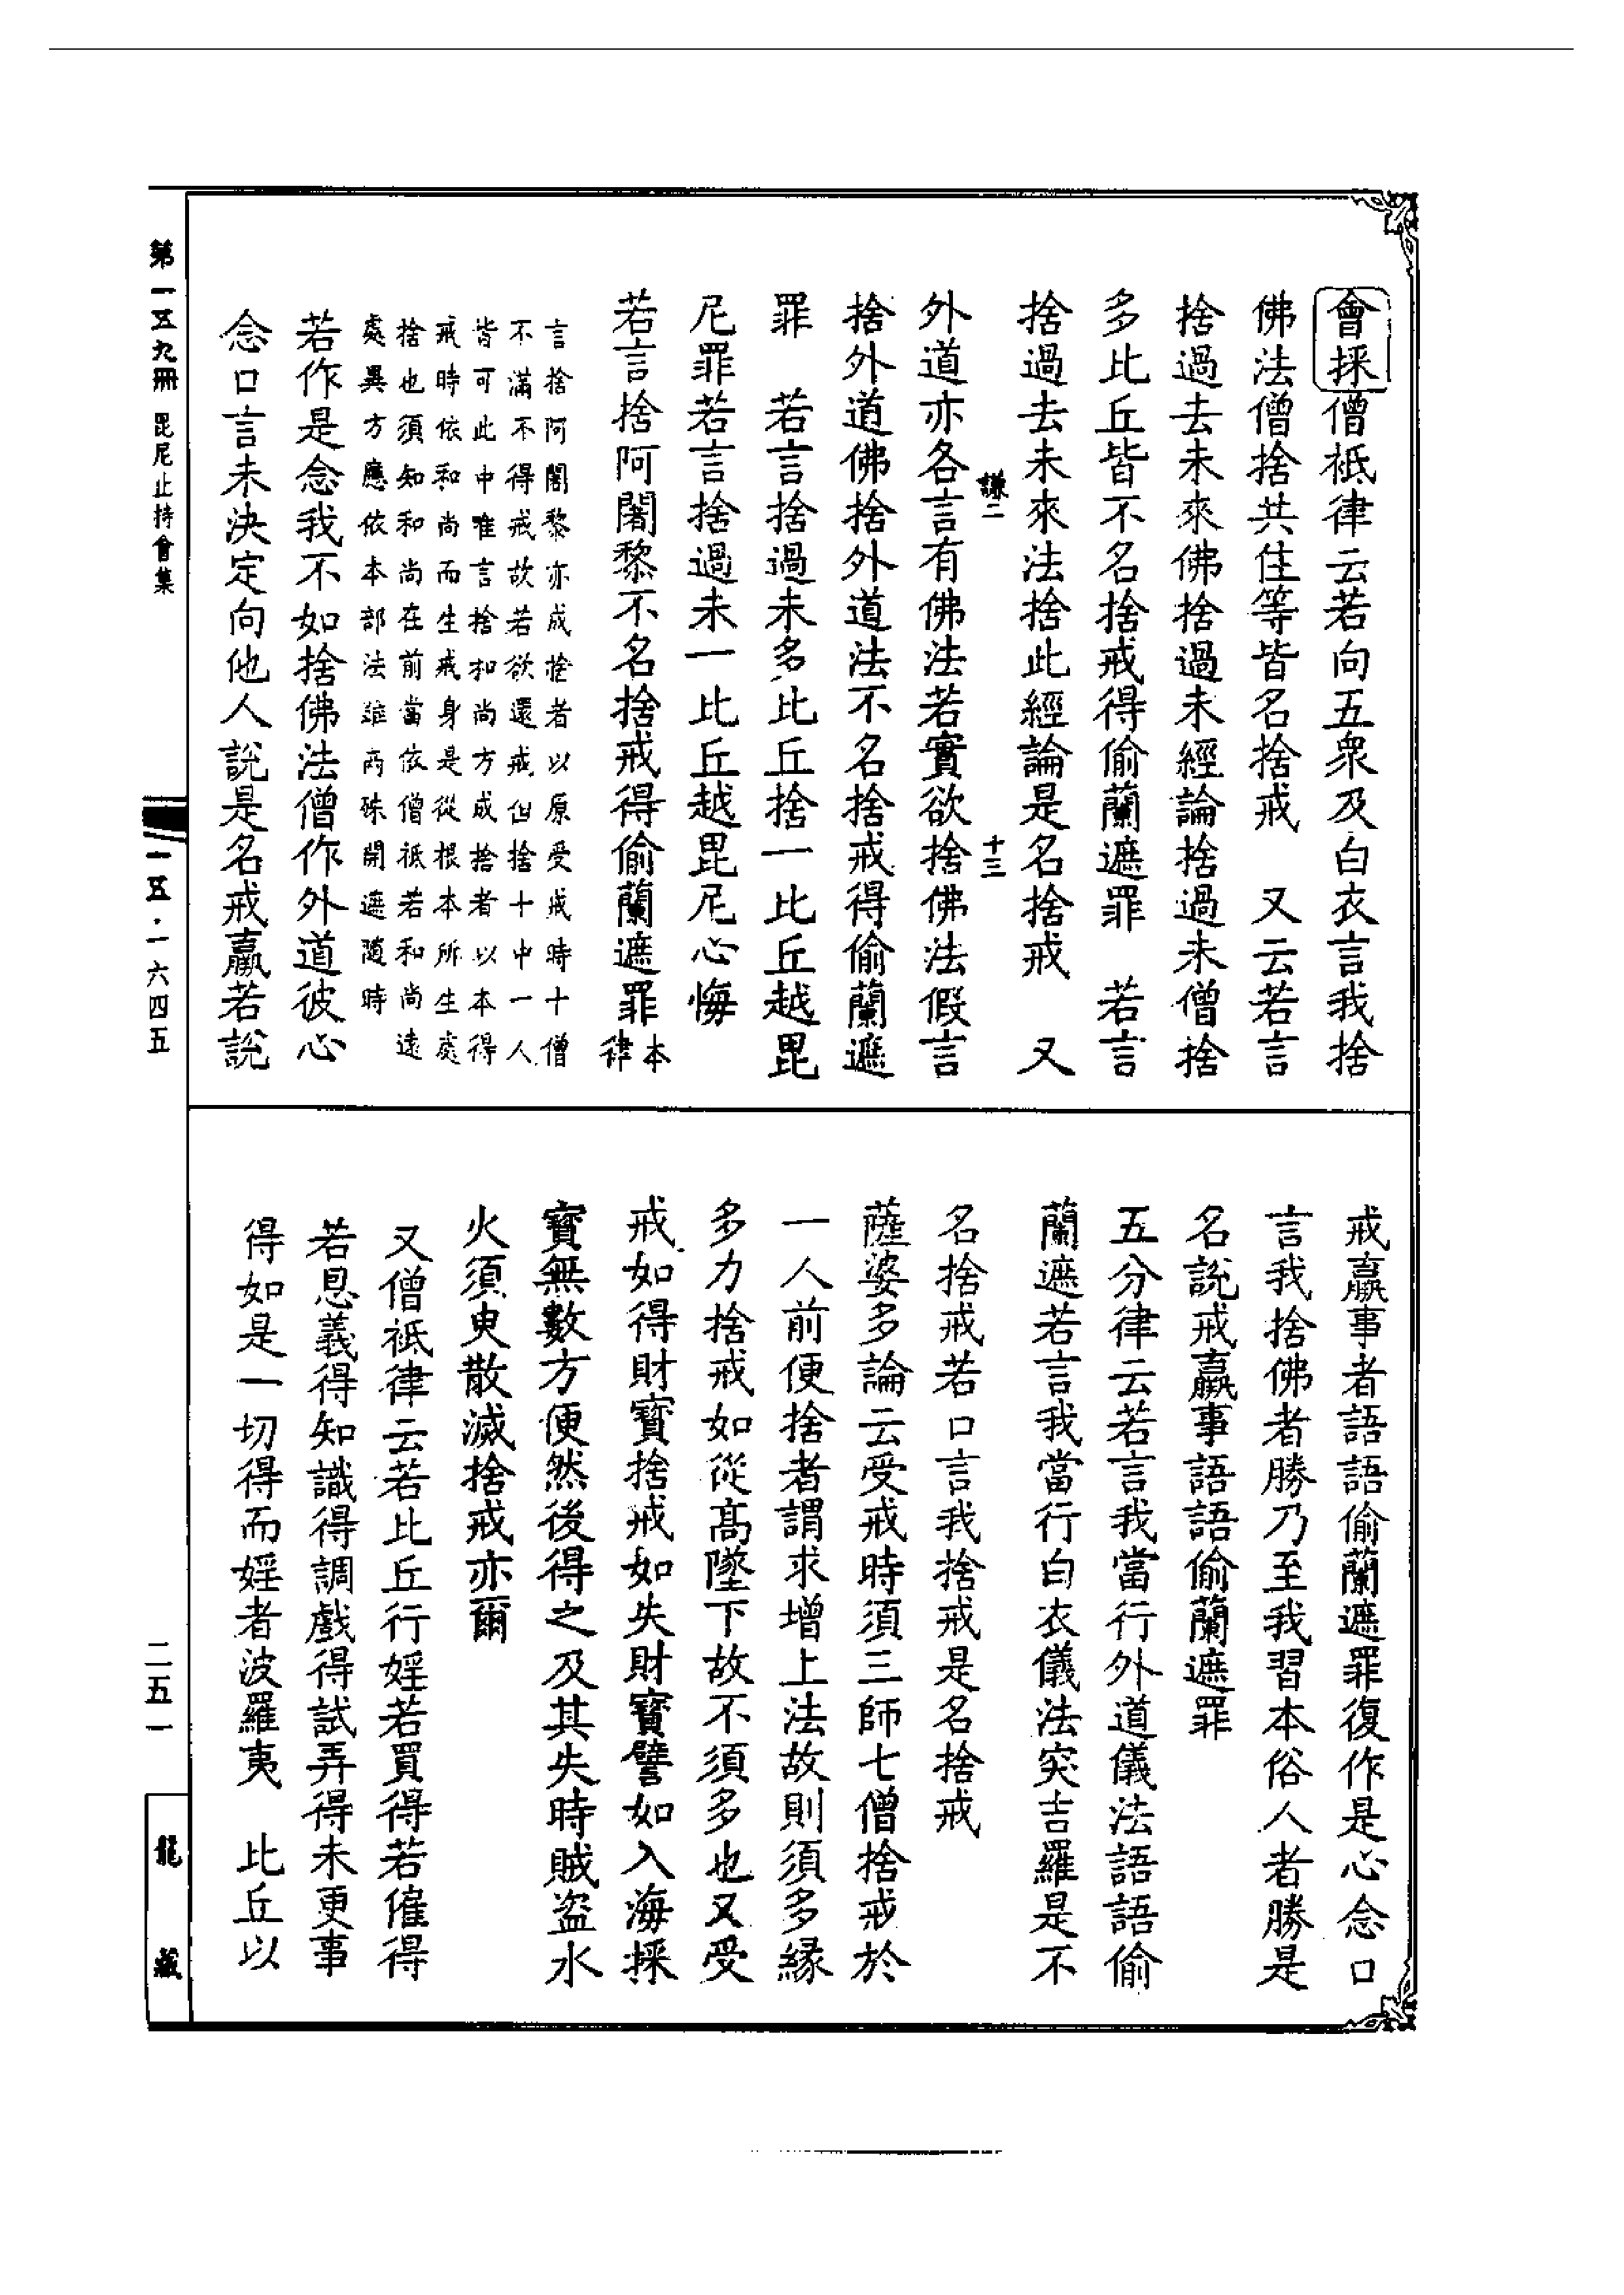 會採僧祇律云若向五衆及白衣言我捨
佛法僧捨共住等皆名捨戒　又云若言
捨過去未來佛捨過未經論捨過未僧捨
多比丘皆不名捨戒得偷蘭遮罪　若言
捨過去未來法捨此經論是名捨戒　又
謙二　十三
外道亦各言有佛法若實欲捨佛法假言
捨外道佛捨外道法不名捨戒得偷蘭遮
罪　若言捨過未多比丘捨一比丘越毘
尼罪若言捨過未一比丘越毘尼心悔
若言捨阿闍黎不名捨戒得偷蘭遮罪本律
言捨阿闍黎亦成捨者以原受戒時十僧
不滿不得戒故若欲還戒但捨十中一人
皆可此中唯言捨和尚方成捨者以本得
戒時依和尚而生戒身是從根本所生處
捨也須知和尚在前當依僧祇若和尚遠
處異方應依本部法雖兩殊開遮隨時
若作是念我不如捨佛法僧作外道彼心
念口言未決定向他人說是名戒羸若說
戒羸事者語語偷蘭遮罪復作是心念口
言我捨佛者勝乃至我習本俗人者勝是
名說戒羸事語語偷蘭遮罪
五分律云若言我當行外道儀法語語偷
蘭遮若言我當行白衣儀法突吉羅是不
名捨戒若口言我捨戒是名捨戒
薩婆多論云受戒時須三師七僧捨戒於
一人前便捨者謂求增上法故則須多緣
多力捨戒如從高墜下故不須多也又受
戒如得財寶捨戒如失財寶譬如入海採
寶無數方便然後得之及其失時賊盜水
火須臾散滅捨戒亦爾
又僧祇律云若比丘行婬若買得若僱得
若恩義得知識得調戲得試弄得未更事
得如是一切得而婬者波羅夷　比丘以
第一五九冊　毘尼止持會集
一五·一六四五
二五一
龍藏